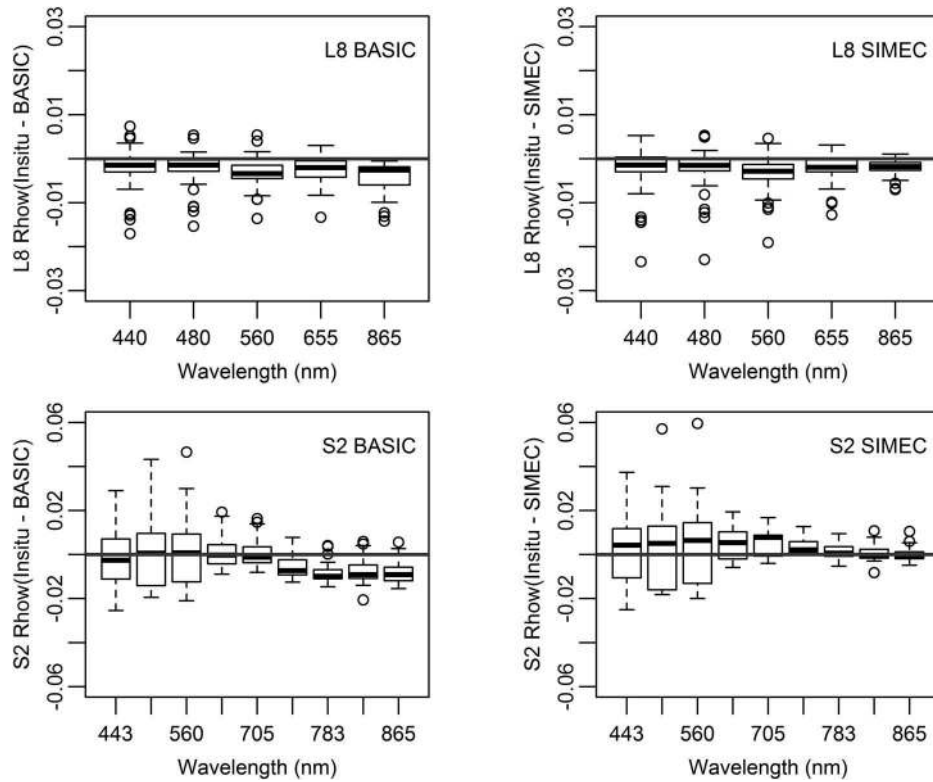 L8 Rhow(Insitu - BASIC)
0.03
0.01
-0.01
-0.03
L8 BASIC
440 480 560 655 865
Wavelength (nm)
L8 Rhow(Insitu - SIMEC)
0.03
0.01
-0.01
-0.03
L8 SIMEC
440 480 560 655 865
Wavelength (nm)
S2 Rhow(Insitu - BASIC)
0.06
0.02
-0.02
-0.06
S2 BASIC
443 560 705 783 865
Wavelength (nm)
S2 Rhow(Insitu - SIMEC)
0.06
0.02
-0.02
-0.06
S2 SIMEC
443 560 705 783 865
Wavelength (nm)